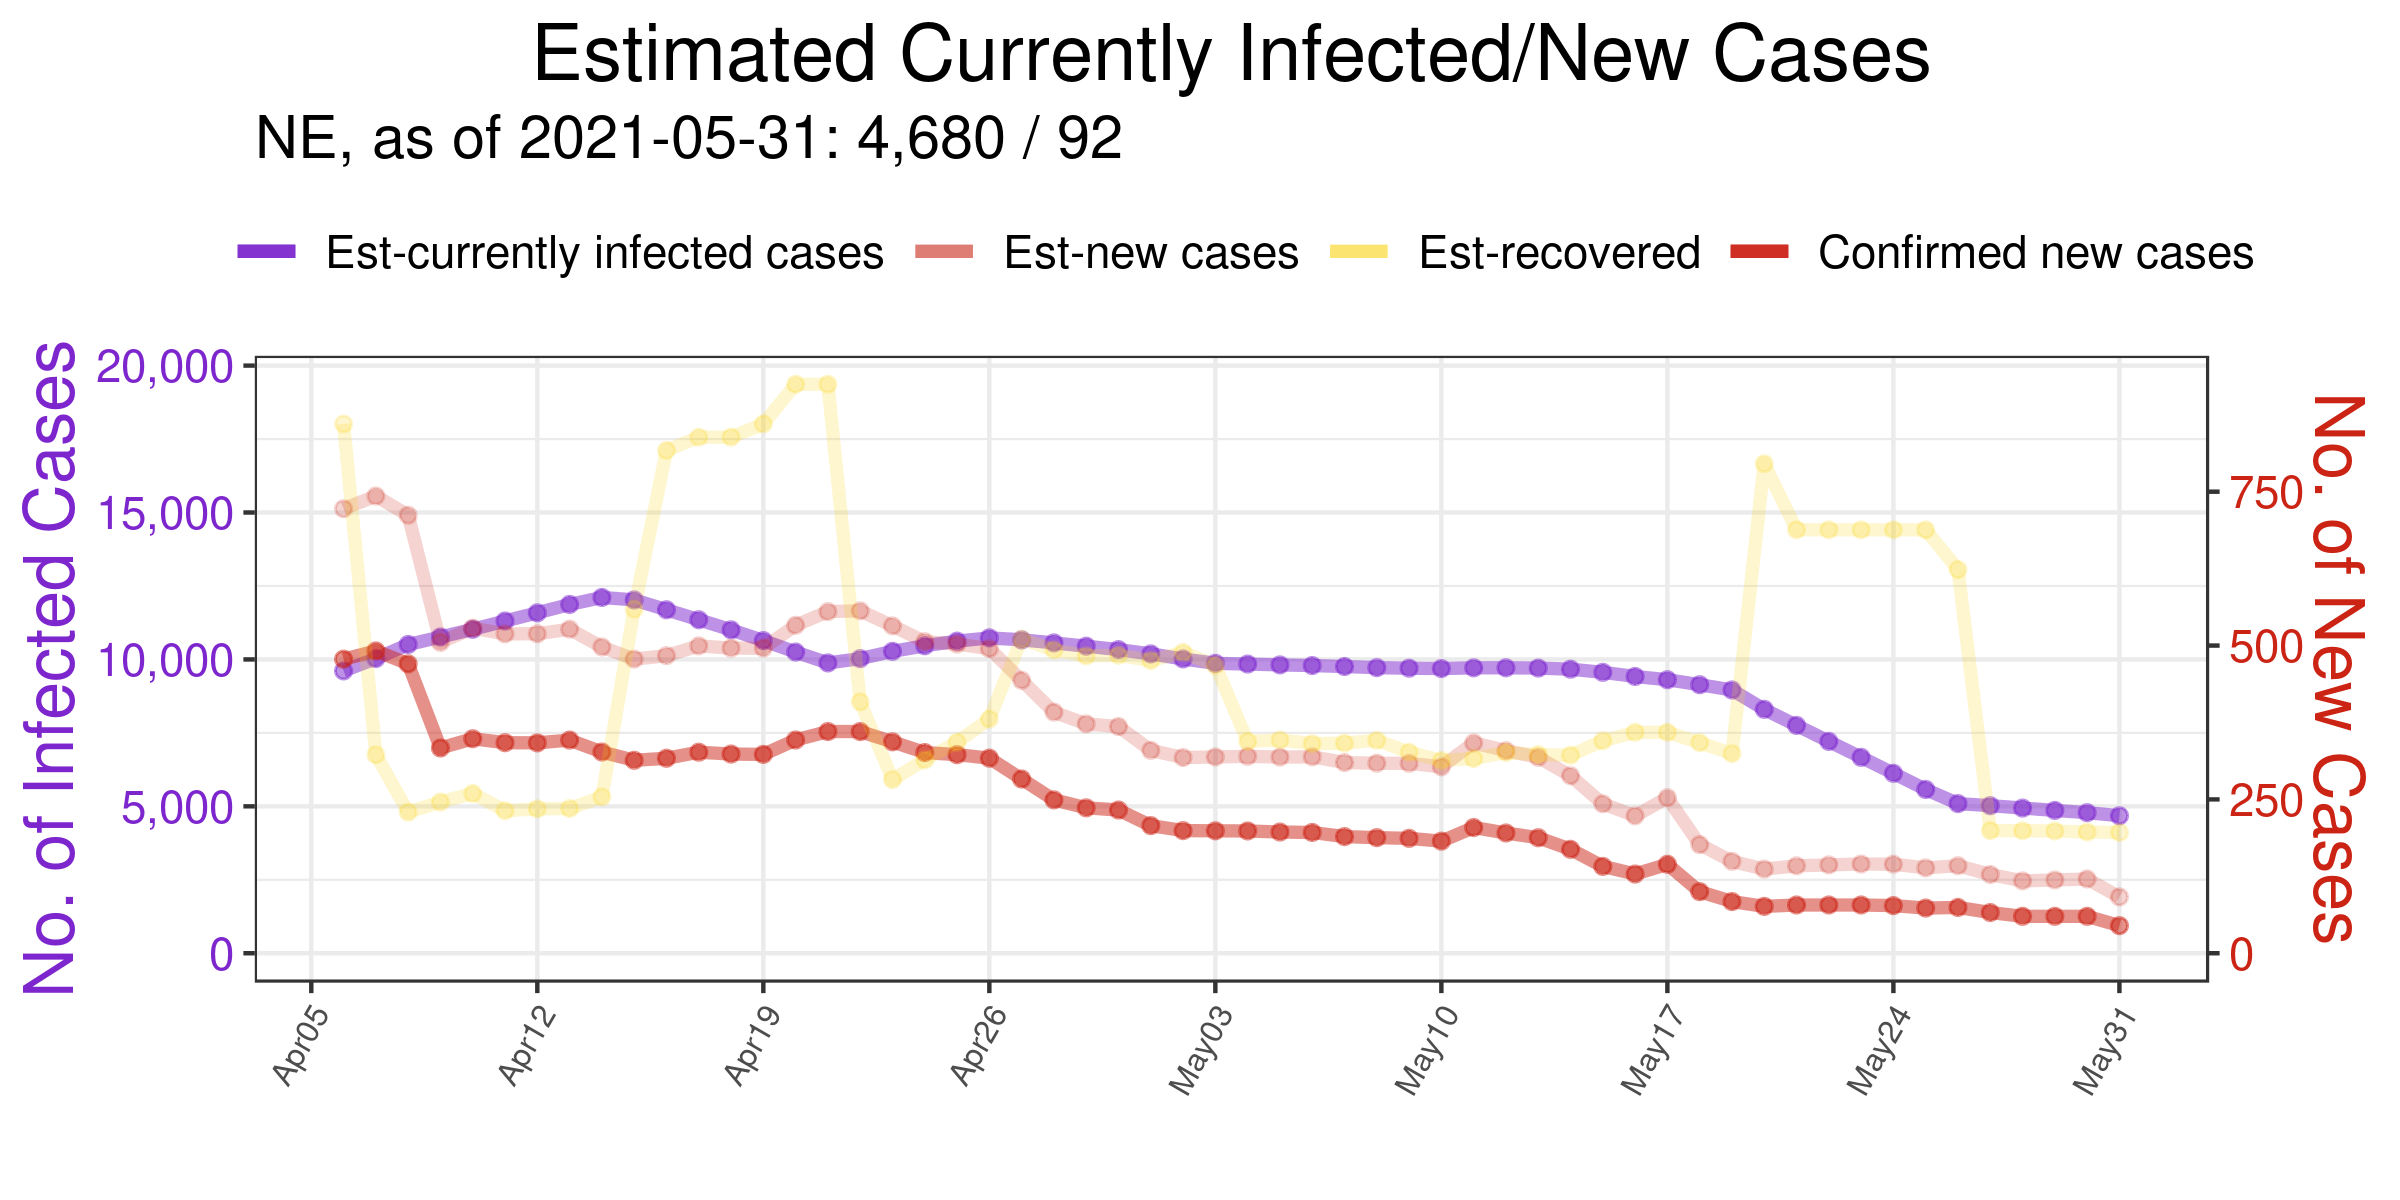 Estimated Currently Infected/New Cases
NE, as of 2021-05-31: 4,680 / 92
Est-currently infected cases Est-new cases Est-recovered Confirmed new cases
No. of Infected Cases
20,000
15,000
10,000
5,000
0
750
500
250
0
No. of New Cases
Apr05 Apr12 Apr19 Apr26 May03 May10 May17 May24 May31